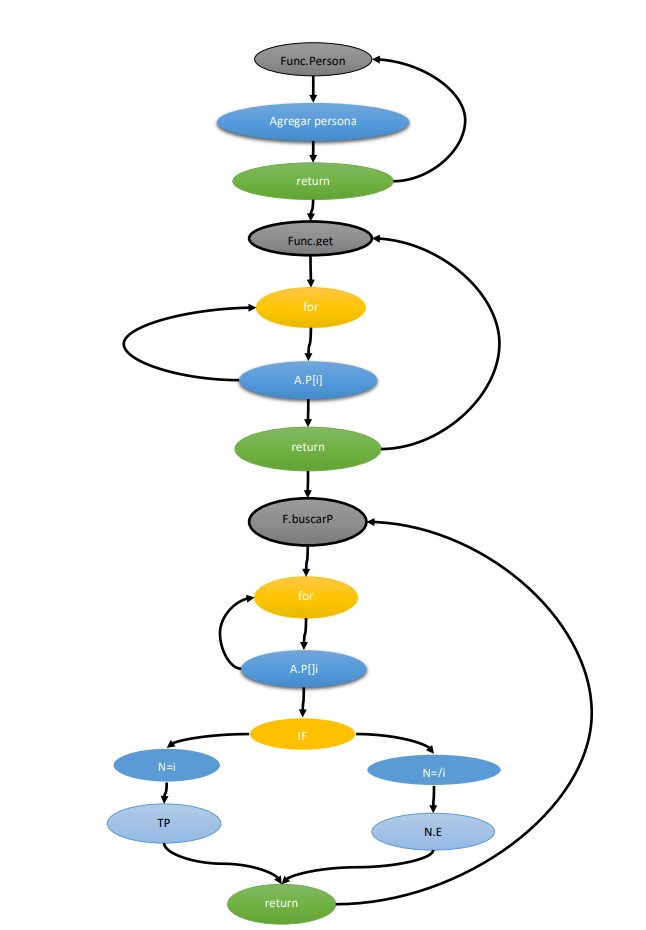 Func.Person
Agregar persona
return
Func.get
for
A.P[i]
return
F.buscarP
for
A.P[]i
IF
N=i
N=/i
TP
N.E
return